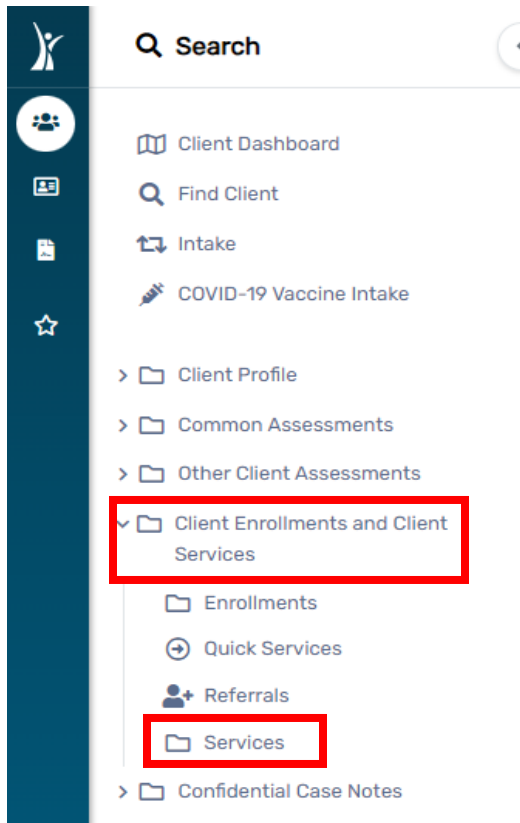 Search
Client Dashboard
Find Client
Intake
COVID-19 Vaccine Intake
Client Profile
Common Assessments
Other Client Assessments
Client Enrollments and Client
Services
Enrollments
Quick Services
Referrals
Services
Confidential Case Notes